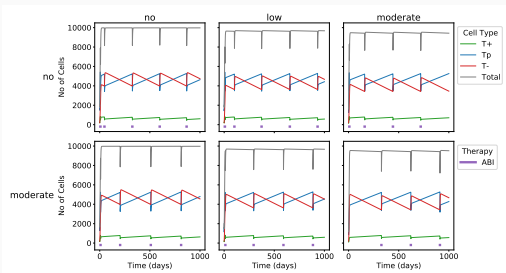 no low moderate
Cell Type
T+
Tp
T-
Total
no
No of Cells
10000
8000
6000
4000
2000
0
Therapy
ABI
moderate
No of Cells
10000
8000
6000
4000
2000
0
0 500 1000 0 500 1000 0 500 1000
Time (days) Time (days) Time (days)